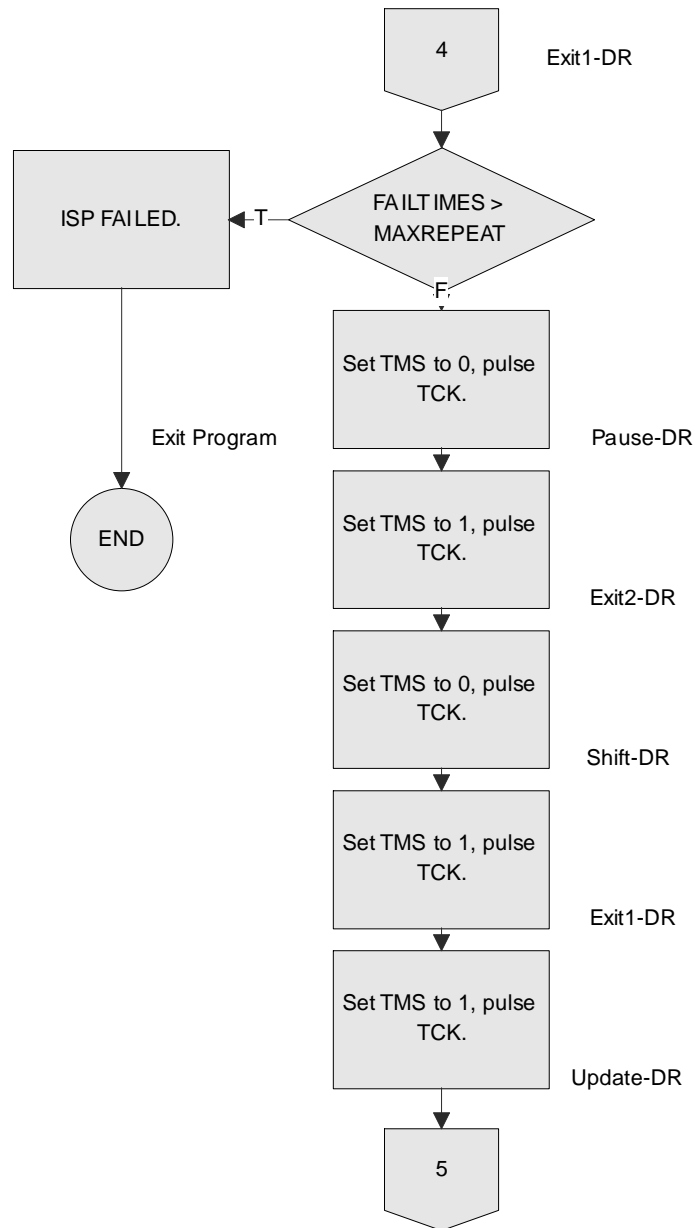 4
Exit1-DR
FAILTIMES >
MAXREPEAT
T
ISP FAILED.
F
Set TMS to 0, pulse
TCK.
Pause-DR
Exit Program
END
Set TMS to 1, pulse
TCK.
Exit2-DR
Set TMS to 0, pulse
TCK.
Shift-DR
Set TMS to 1, pulse
TCK.
Exit1-DR
Set TMS to 1, pulse
TCK.
Update-DR
5